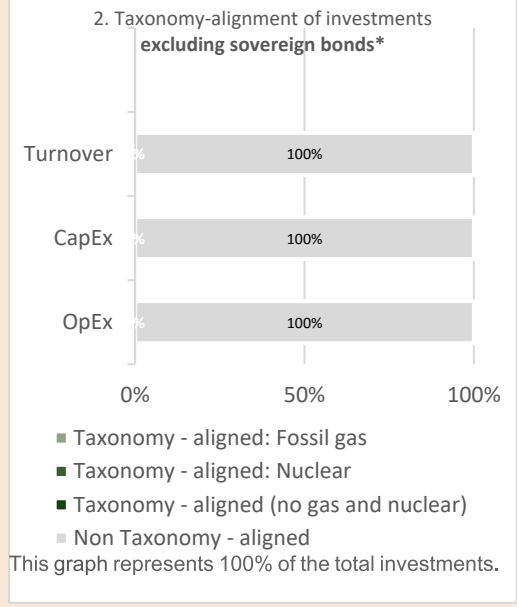 2. Taxonomy-alignment of investments
excluding sovereign bonds*
Turnover
%
100%
CapEx
%
100%
OpEx
%
100%
0% 50% 100%
Taxonomy - aligned: Fossil gas
Taxonomy - aligned: Nuclear
Taxonomy - aligned (no gas and nuclear)
Non Taxonomy - aligned
This graph represents 100% of the total investments.